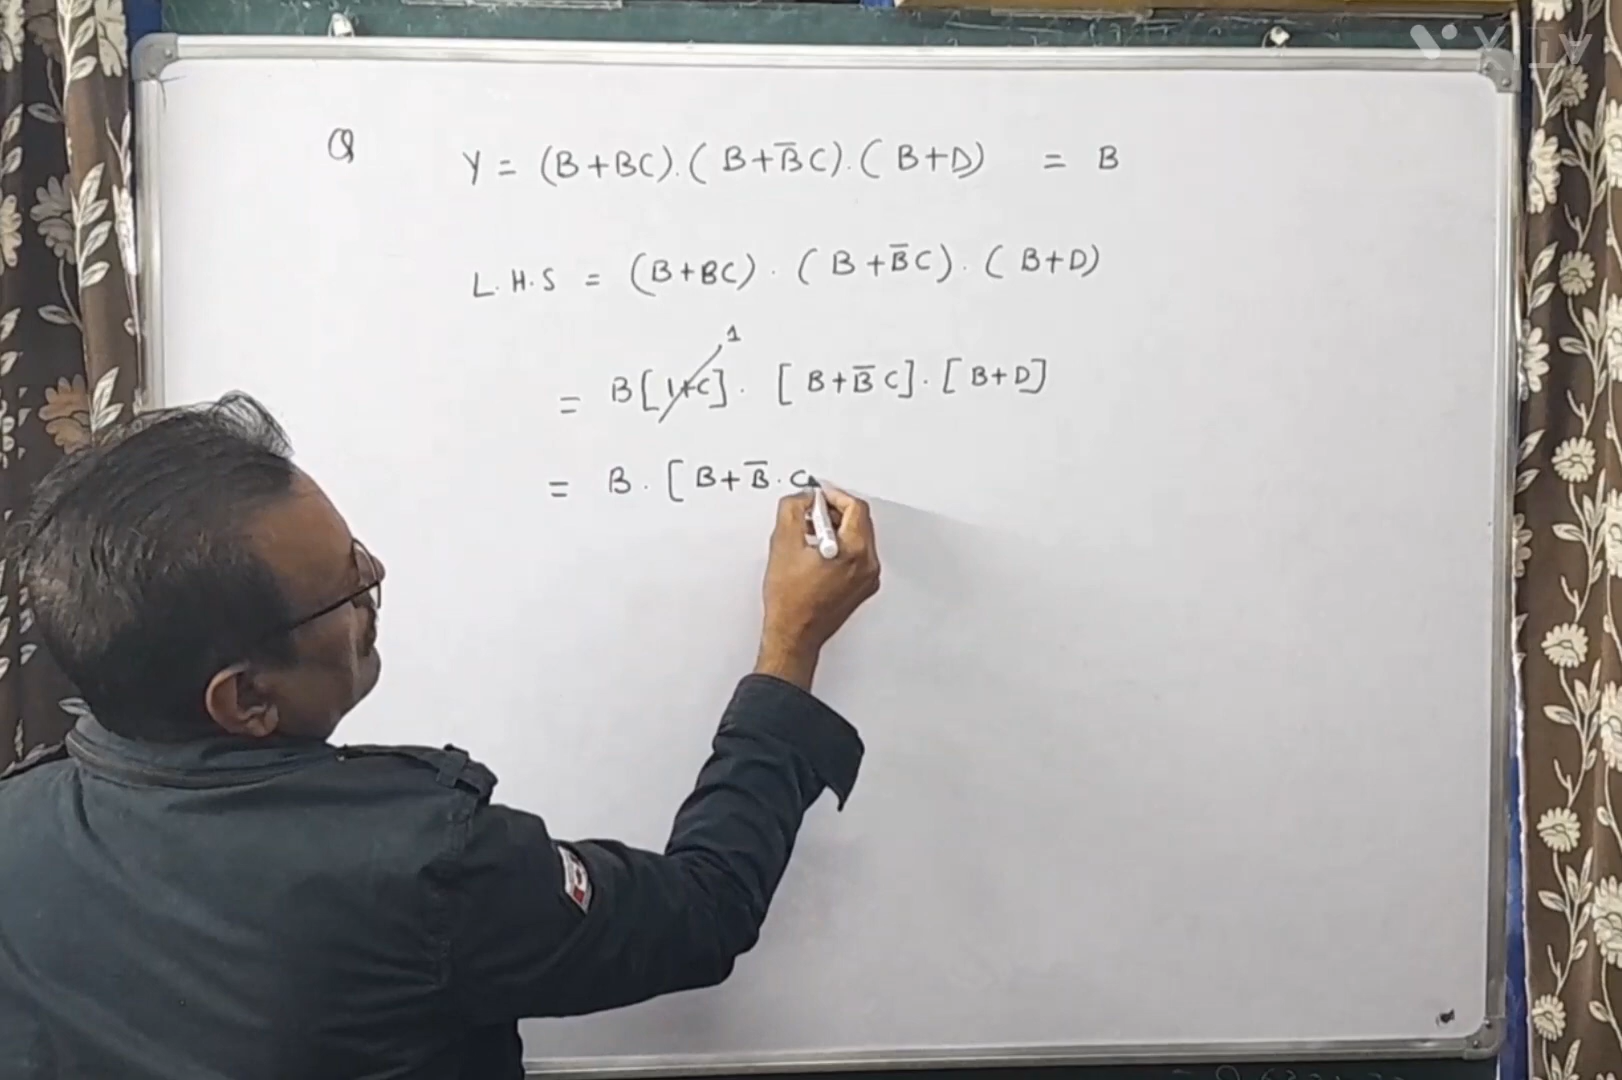 Q Y = (B+BC).(B+B̅C).(B+D) = B
L.H.S = (B+BC).(B+B̅C).(B+D)
1
= B[1+C].[B+B̅C].[B+D]
= B.[B+B̅.C